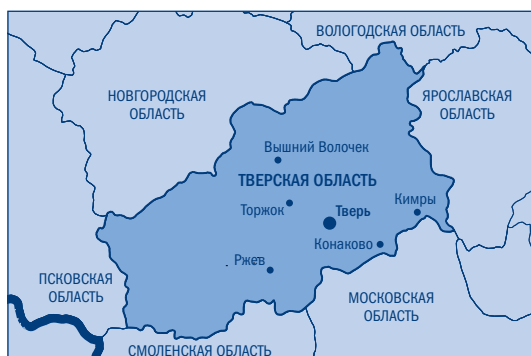 ВОЛОГОДСКАЯ ОБЛАСТЬ
НОВГОРОДСКАЯ
ОБЛАСТЬ
ЯРОСЛАВСКАЯ
ОБЛАСТЬ
Вышний Волочек
ТВЕРСКАЯ ОБЛАСТЬ
Торжок
Тверь
Кимры
Конаково
Ржев
ПСКОВСКАЯ
ОБЛАСТЬ
МОСКОВСКАЯ
ОБЛАСТЬ
СМОЛЕНСКАЯ ОБЛАСТЬ